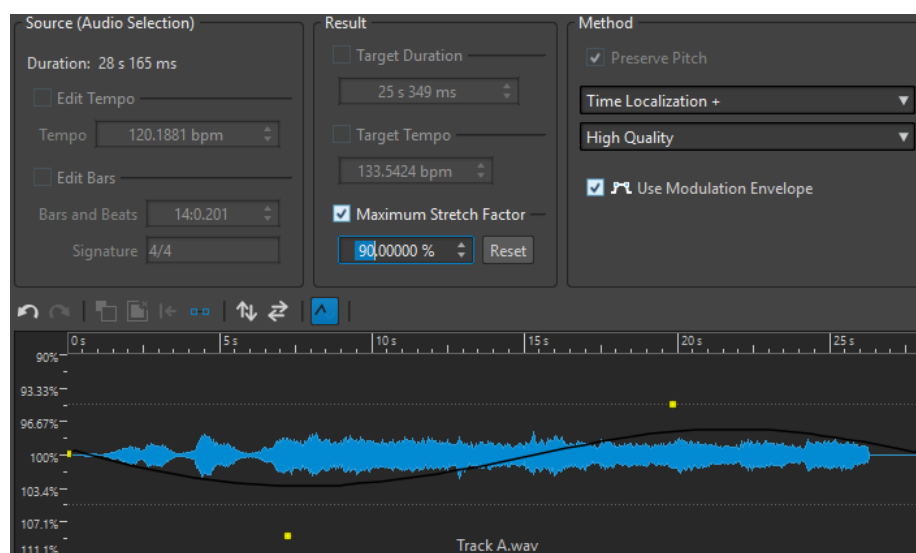 Source (Audio Selection)
Duration: 28 s 165 ms
Edit Tempo
Tempo 120.1881 bpm
Edit Bars
Bars and Beats 14:0.201
Signature 4/4
Result
Target Duration
25 s 349 ms
Target Tempo
133.5424 bpm
Maximum Stretch Factor
90.00000 % Reset
Method
Preserve Pitch
Time Localization +
High Quality
Use Modulation Envelope
0 s 5 s 10 s 15 s 20 s 25 s
90%
93.33%
96.67%
100%
103.4%
107.1%
111.1%
Track A.wav